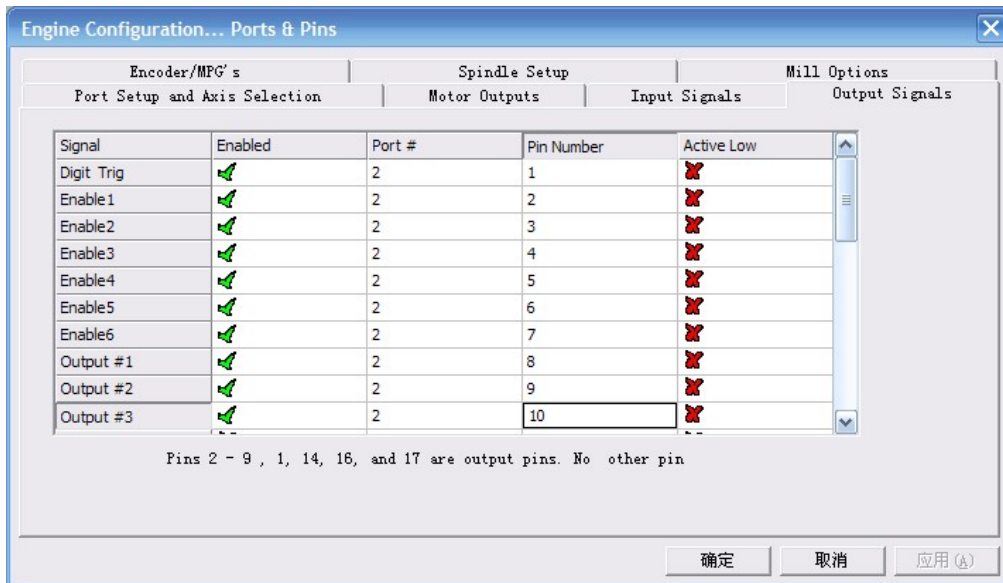 Engine Configuration... Ports & Pins
Encoder/MPG's Spindle Setup Mill Options
Port Setup and Axis Selection Motor Outputs Input Signals Output Signals
Signal Enabled Port # Pin Number Active Low
Digit Trig 2 1
Enable1 2 2
Enable2 2 3
Enable3 2 4
Enable4 2 5
Enable5 2 6
Enable6 2 7
Output #1 2 8
Output #2 2 9
Output #3 2 10
Pins 2 - 9 , 1, 14, 16, and 17 are output pins. No other pin
确定 取消 应用(A)